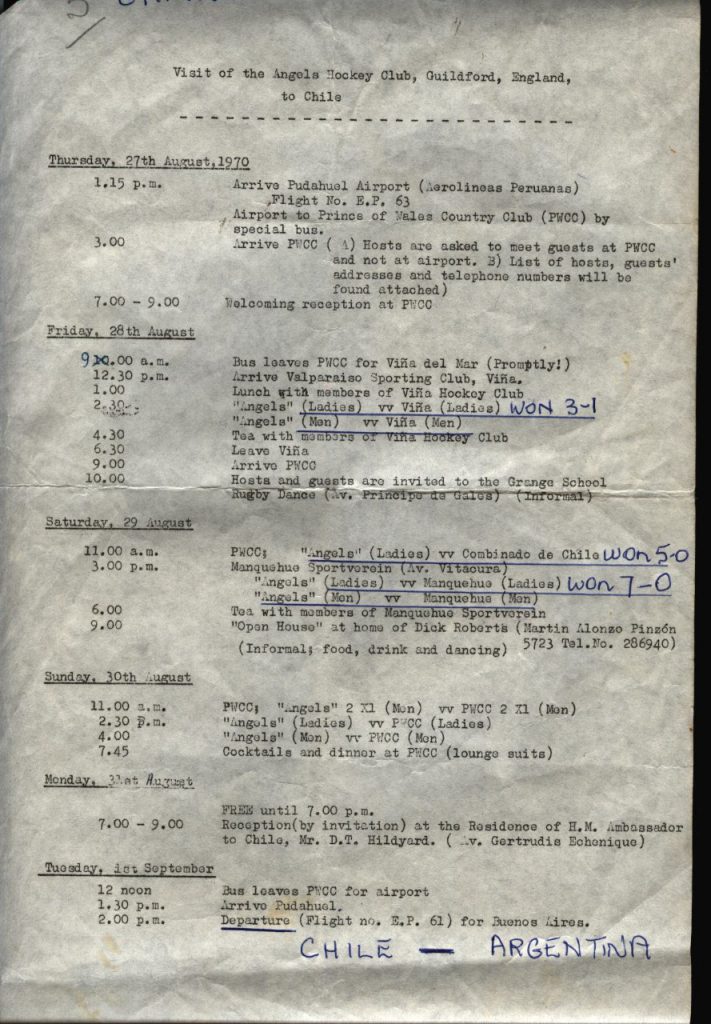 Visit of the Angels Hockey Club, Guildford, England,
to Chile
Thursday, 27th August, 1970
1.15 p.m. Arrive Pudahuel Airport (Aerolineas Peruanas)
Flight No. E.P. 63
Airport to Prince of Wales Country Club (PWCC) by
special bus.
3.00 Arrive PWCC ( A) Hosts are asked to meet guests at PWCC
and not at airport. B) List of hosts, guests'
addresses and telephone numbers will be
found attached)
7.00 - 9.00 Welcoming reception at PWCC
Friday, 28th August
9.00 a.m. Bus leaves PWCC for Viña del Mar (Promptly!)
12.30 p.m. Arrive Valparaiso Sporting Club, Viña.
1.00 Lunch with members of Viña Hockey Club
2.30 "Angels" (Ladies) vv Viña (Ladies) WON 3-1
"Angels" (Men) vv Viña (Men)
4.30 Tea with members of Viña Hockey Club
6.30 Leave Viña
9.00 Arrive PWCC
10.00 Hosts and guests are invited to the Grange School
Rugby Dance (Av. Principe de Gales) (Informal)
Saturday, 29 August
11.00 a.m. PWCC; "Angels" (Ladies) vv Combinado de Chile WON 5-0
3.00 p.m. Manquehue Sportverein (Av. Vitacura)
"Angels" (Ladies) vv Manquehue (Ladies) WON 7-0
"Angels" (Men) vv Manquehue (Men)
6.00 Tea with members of Manquehue Sportverein
9.00 "Open House" at home of Dick Roberts (Martin Alonzo Pinzón
(Informal; food, drink and dancing) 5723 Tel.No. 286940)
Sunday, 30th August
11.00 a.m. PWCC; "Angels" 2 X1 (Men) vv PWCC 2 X1 (Men)
2.30 p.m. "Angels" (Ladies) vv PWCC (Ladies)
4.00 "Angels" (Men) vv PWCC (Men)
7.45 Cocktails and dinner at PWCC (lounge suits)
Monday, 31st August
FREE until 7.00 p.m.
7.00 - 9.00 Reception(by invitation) at the Residence of H.M. Ambassador
to Chile, Mr. D.T. Hildyard. ( Av. Gertrudis Echenique)
Tuesday, 1st September
12 noon Bus leaves PWCC for airport
1.30 p.m. Arrive Pudahuel.
2.00 p.m. Departure (Flight no. E.P. 61) for Buenos Aires.
CHILE — ARGENTINA